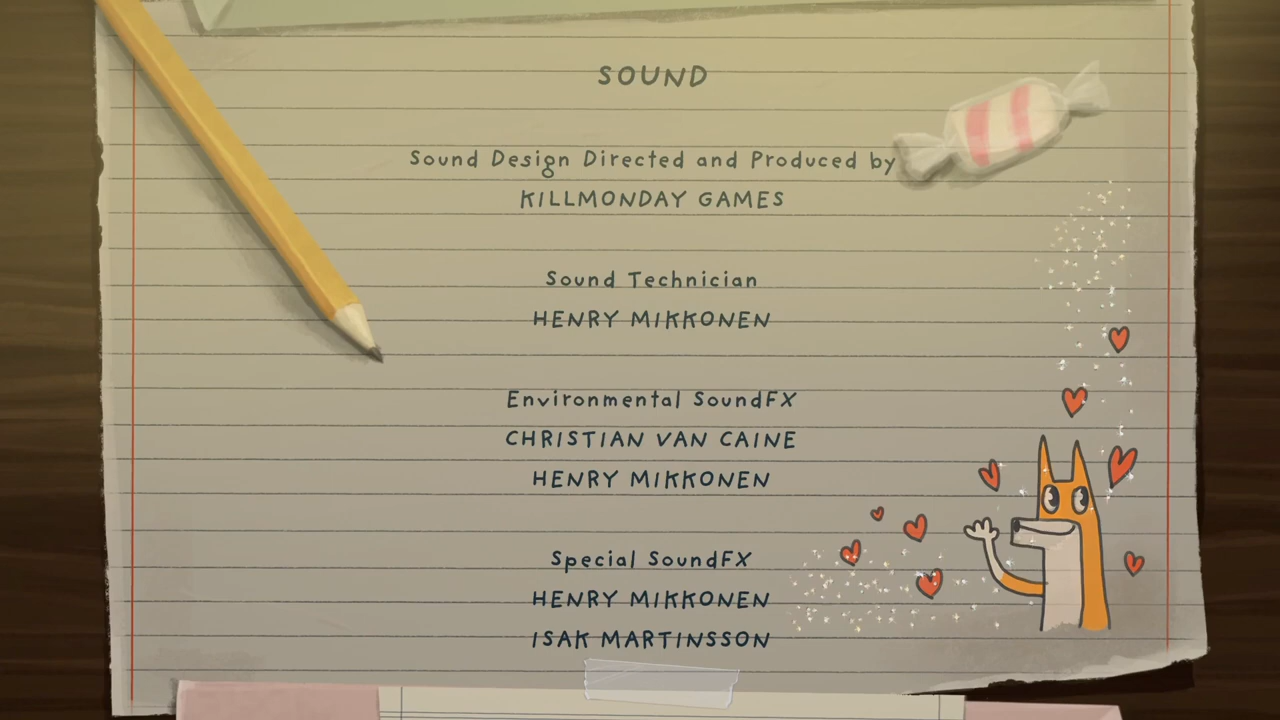 SOUND
Sound Design Directed and Produced by
KILLMONDAY GAMES
Sound Technician
HENRY MIKKONEN
Environmental SoundFX
CHRISTIAN VAN CAINE
HENRY MIKKONEN
Special SoundFX
HENRY MIKKONEN
ISAK MARTINSSON